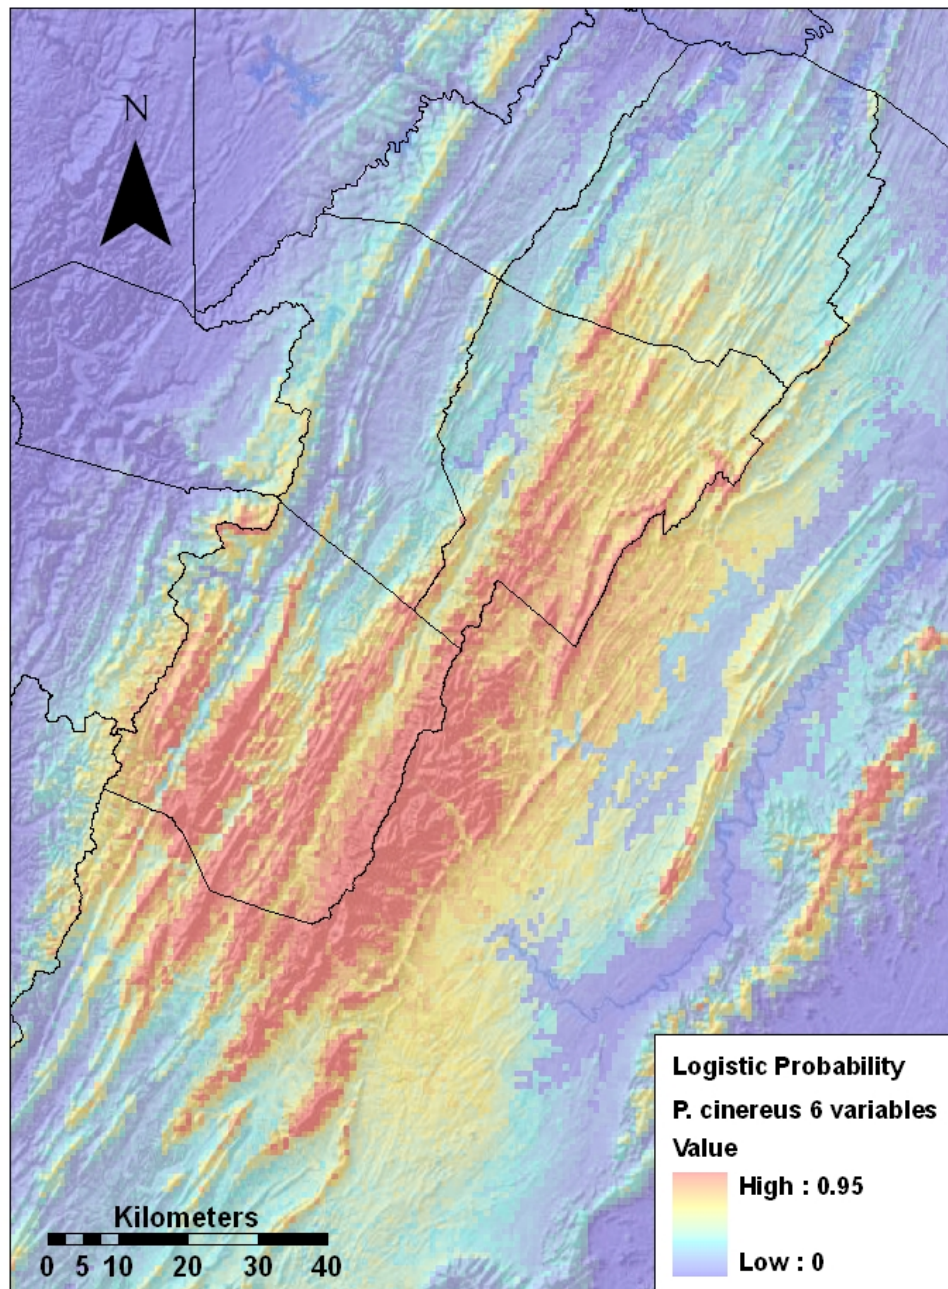 N
Logistic Probability
P. cinereus 6 variables
Value
High : 0.95
Low : 0
Kilometers
0 5 10 20 30 40